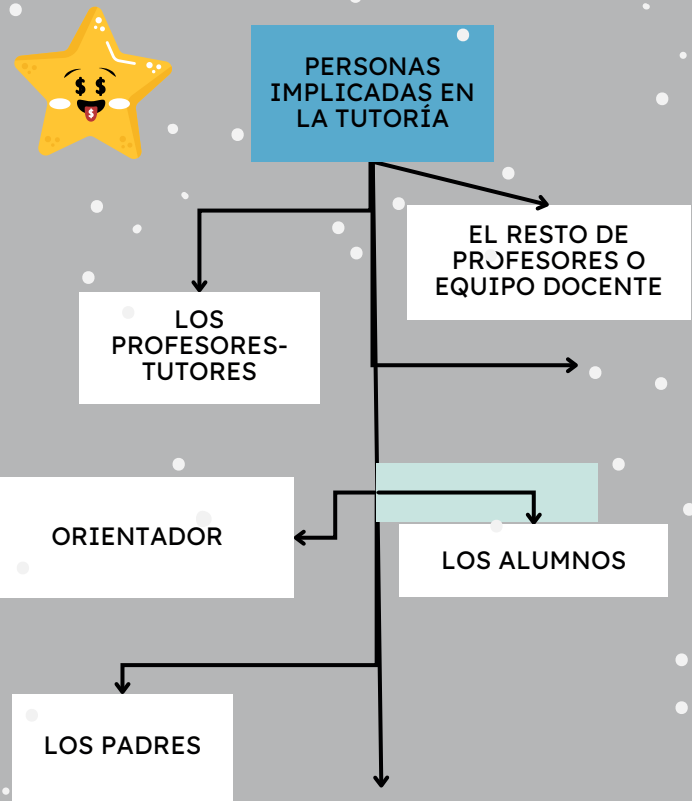 PERSONAS
IMPLICADAS EN
LA TUTORÍA
EL RESTO DE
PROFESORES O
EQUIPO DOCENTE
LOS
PROFESORES-
TUTORES
ORIENTADOR
LOS ALUMNOS
LOS PADRES